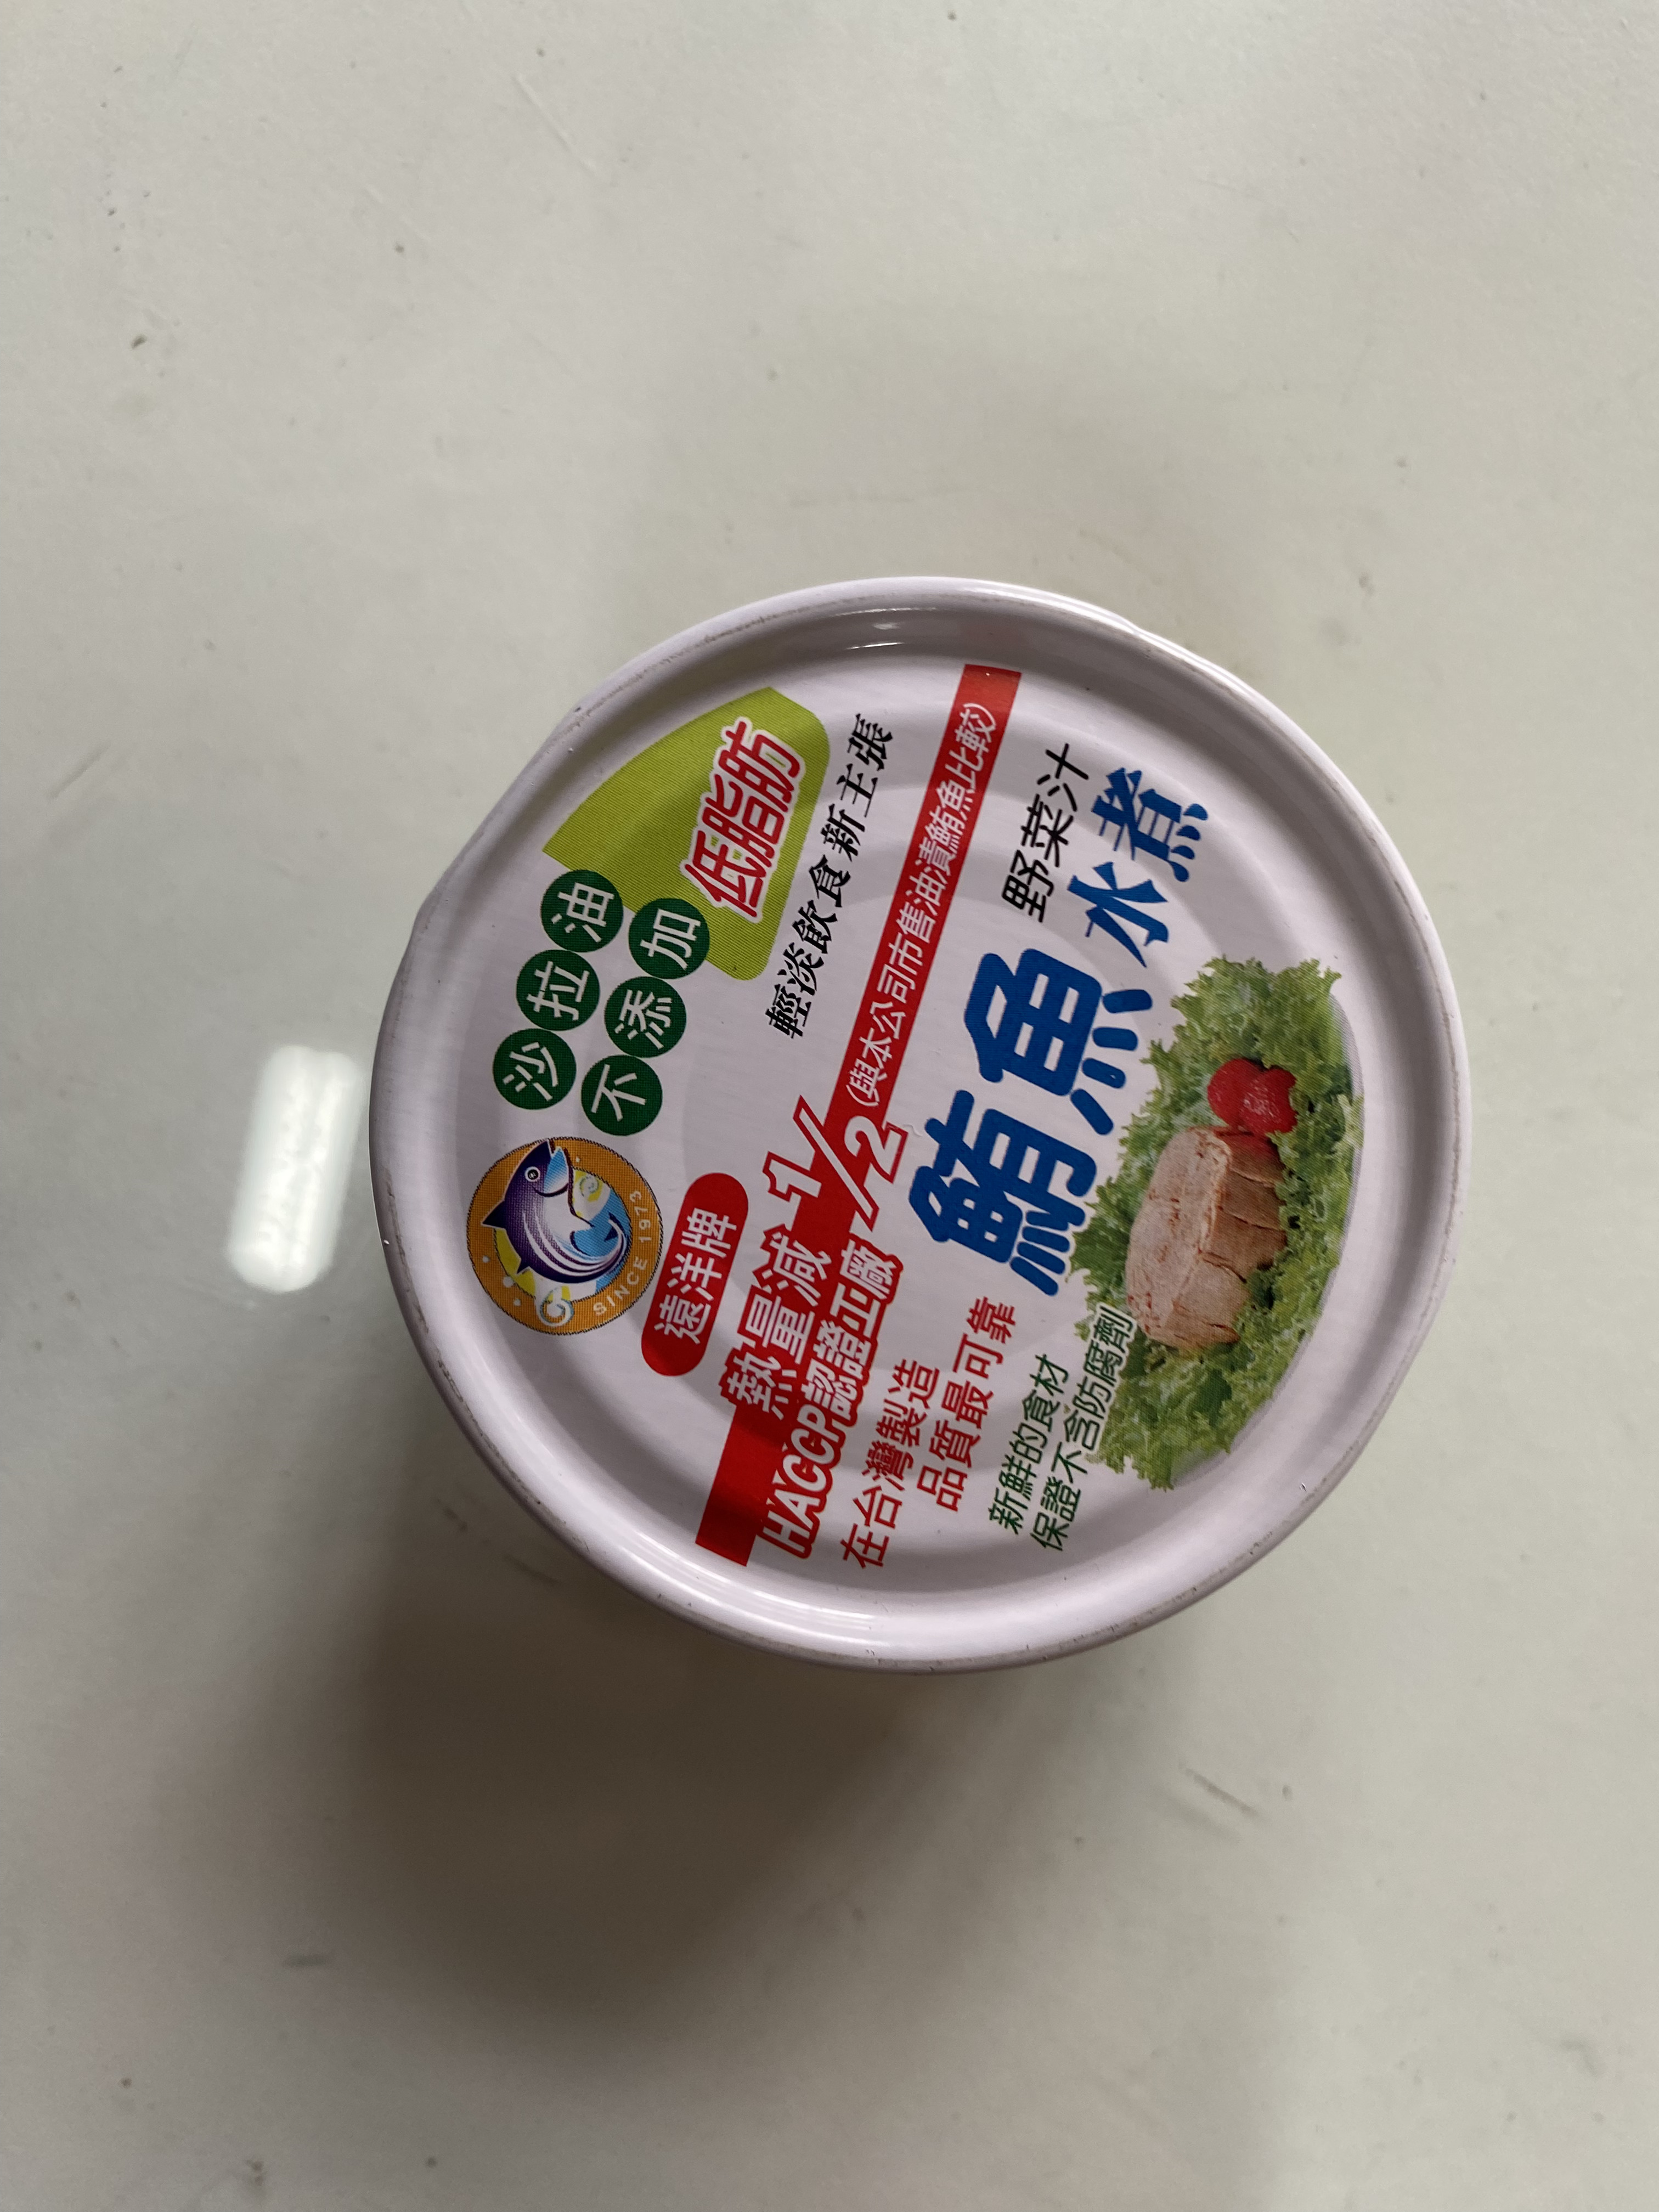 SINCE 1973
沙拉油
不添加
低脂肪
遠洋牌
輕淡飲食新主張
熱量減1/2(與本公司市售油漬鮪魚比較)
HACCP認證工廠
在台灣製造
品質最可靠
野菜汁
鮪魚水煮
新鮮的食材
保證不含防腐劑